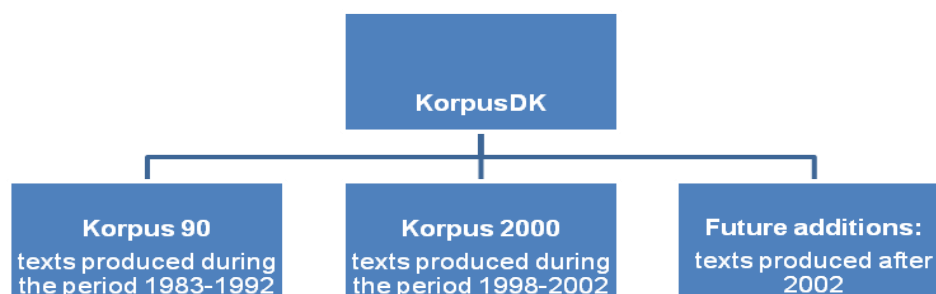 KorpusDK
Korpus 90
texts produced during
the period 1983-1992
Korpus 2000
texts produced during
the period 1998-2002
Future additions:
texts produced after
2002